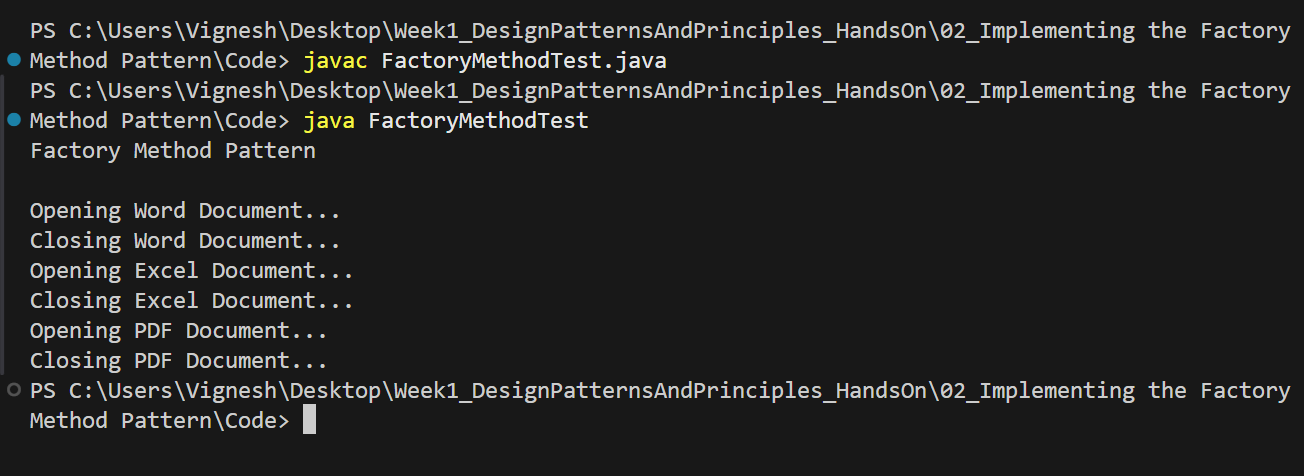 PS C:\Users\Vignesh\Desktop\Week1_DesignPatternsAndPrinciples_HandsOn\02_Implementing the Factory
Method Pattern\Code> javac FactoryMethodTest.java
PS C:\Users\Vignesh\Desktop\Week1_DesignPatternsAndPrinciples_HandsOn\02_Implementing the Factory
Method Pattern\Code> java FactoryMethodTest
Factory Method Pattern
Opening Word Document...
Closing Word Document...
Opening Excel Document...
Closing Excel Document...
Opening PDF Document...
Closing PDF Document...
PS C:\Users\Vignesh\Desktop\Week1_DesignPatternsAndPrinciples_HandsOn\02_Implementing the Factory
Method Pattern\Code>